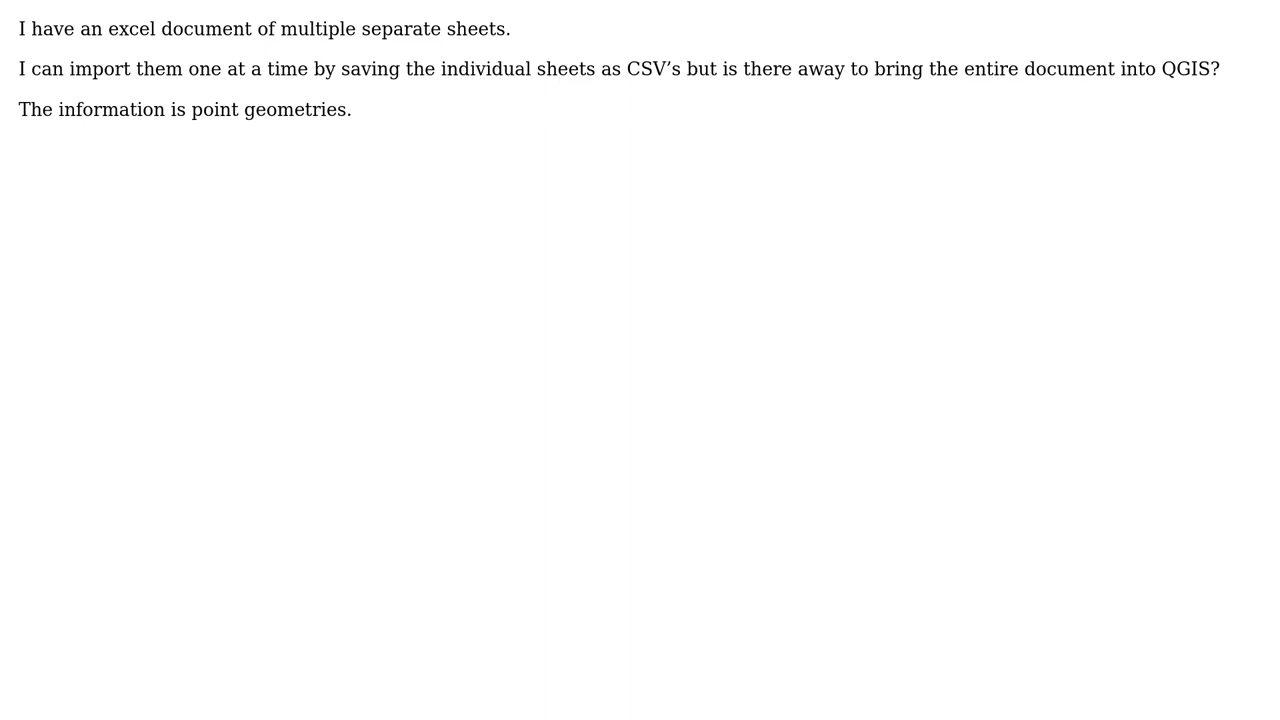 I have an excel document of multiple separate sheets.
I can import them one at a time by saving the individual sheets as CSV’s but is there away to bring the entire document into QGIS?
The information is point geometries.